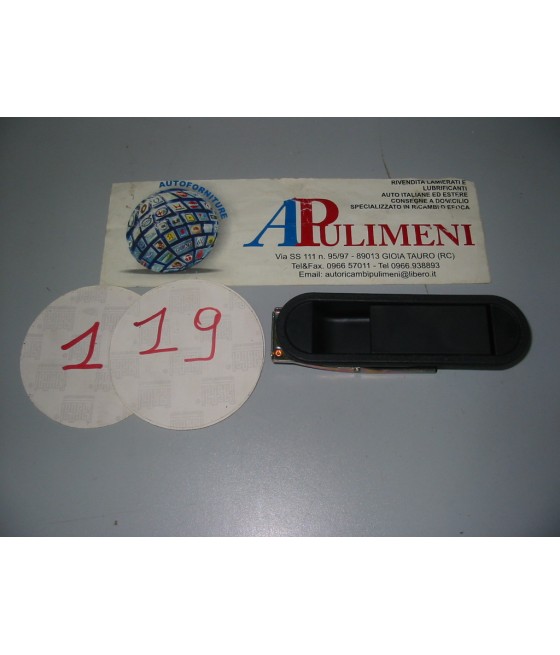 AUTOFORNITURE
RIVENDITA LAMIERATI E
LUBRIFICANTI
AUTO ITALIANE ED ESTERE
CONSEGNE A DOMICILIO
SPECIALIZZATO IN RICAMBI D'EPOCA
APULIMENI
Via SS 111 n. 95/97 - 89013 GIOIA TAURO (RC)
Tel&Fax. 0966 57011 - Tel 0966.938893
Email: autoricambipulimeni@libero.it
1 19